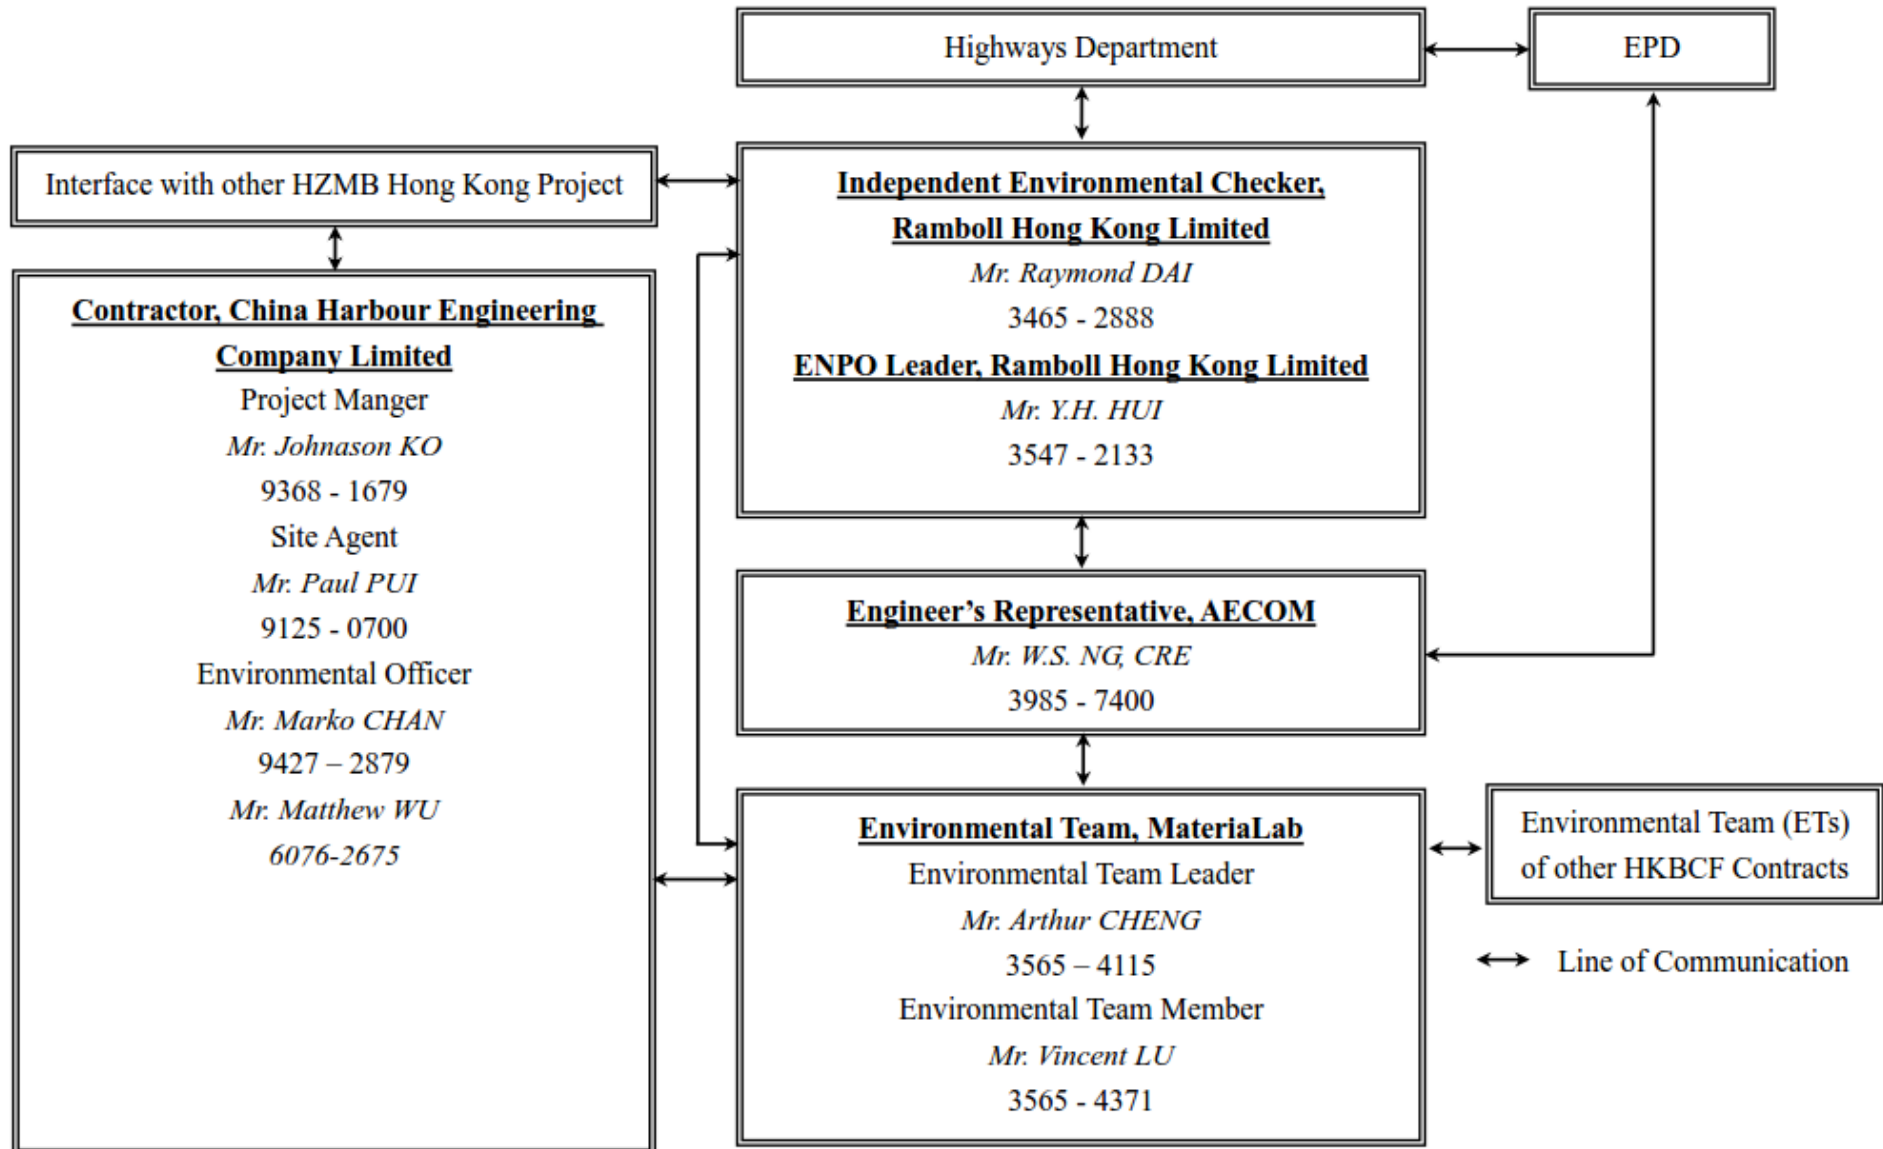 Highways Department
EPD
Interface with other HZMB Hong Kong Project
Independent Environmental Checker,
Ramboll Hong Kong Limited
Mr. Raymond DAI
3465 - 2888
ENPO Leader, Ramboll Hong Kong Limited
Mr. Y.H. HUI
3547 - 2133
Contractor, China Harbour Engineering
Company Limited
Project Manger
Mr. Johnason KO
9368 - 1679
Site Agent
Mr. Paul PUI
9125 - 0700
Environmental Officer
Mr. Marko CHAN
9427 – 2879
Mr. Matthew WU
6076-2675
Engineer’s Representative, AECOM
Mr. W.S. NG, CRE
3985 - 7400
Environmental Team, MateriaLab
Environmental Team Leader
Mr. Arthur CHENG
3565 – 4115
Environmental Team Member
Mr. Vincent LU
3565 - 4371
Environmental Team (ETs)
of other HKBCF Contracts
Line of Communication